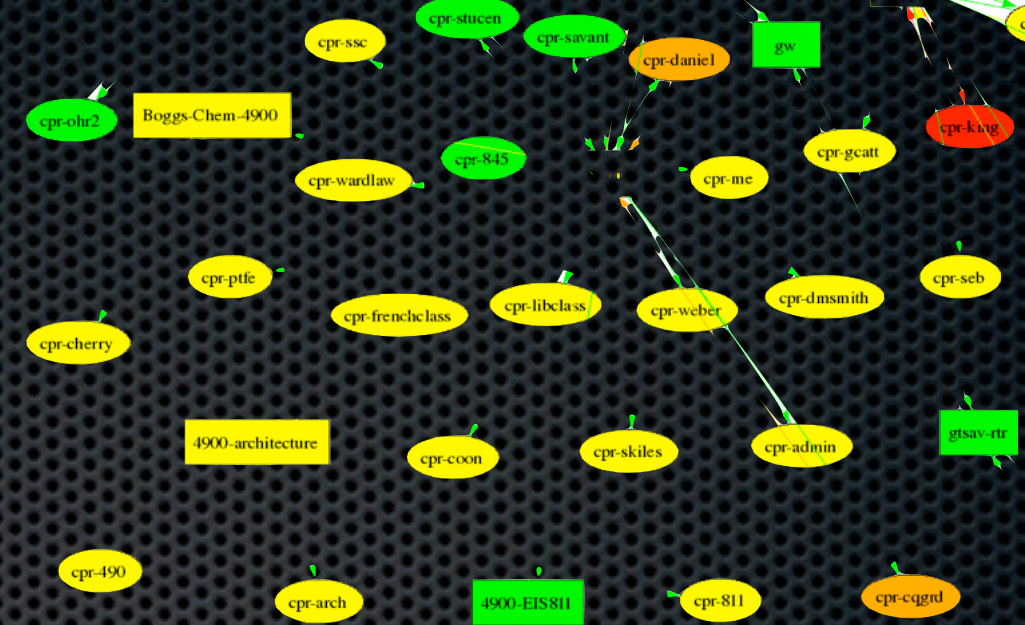 cpr-stucen
cpr-ssc
cpr-savant
gw
cpr-daniel
cpr-ohr2
Boggs-Chem-4900
cpr-king
cpr-845
cpr-gcatt
cpr-wardlaw
cpr-me
cpr-ptfe
cpr-seb
cpr-dmsmith
cpr-libclass
cpr-weber
cpr-frenchclass
cpr-cherry
4900-architecture
gtsav-rtr
cpr-admin
cpr-skiles
cpr-coon
cpr-490
cpr-cqgrd
cpr-811
cpr-arch
4900-EIS811